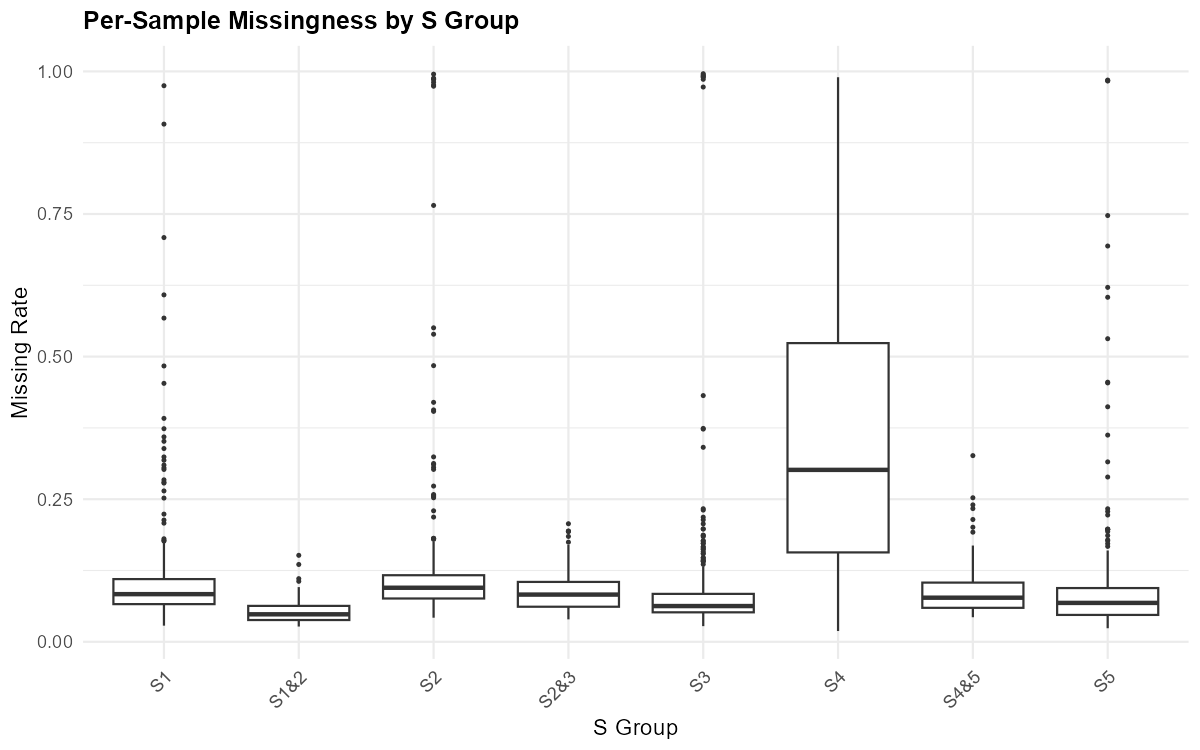 Per-Sample Missingness by S Group
Missing Rate
1.00
0.75
0.50
0.25
0.00
S1
S1&2
S2
S2&3
S3
S4
S4&5
S5
S Group